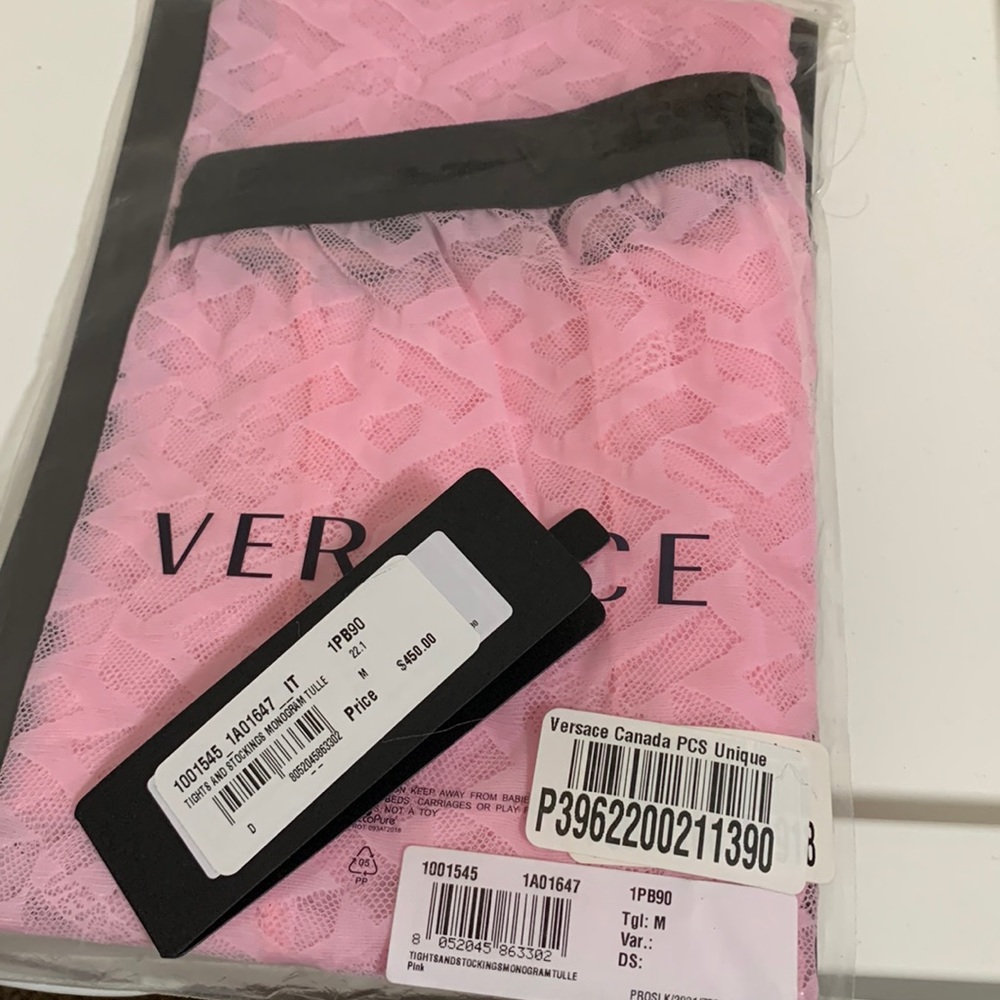 VER CE
1PB90
22:1
1001545 1A01647 IT
M
$450.00
TIGHTS AND STOCKINGS MONOGRAM TULLE
Price
8052045863302
D
KEEP AWAY FROM
BEDS CARRIAGES OR PLAY
NOT A TOY
05
PP
Versace Canada PCS Unique
P3962200211390
1001545 1A01647 1PB90
Tgl: M
Var.:
DS:
8 052045 863302
TIGHTSANDSTOCKINGSMONOGRAMTULLE
Pink